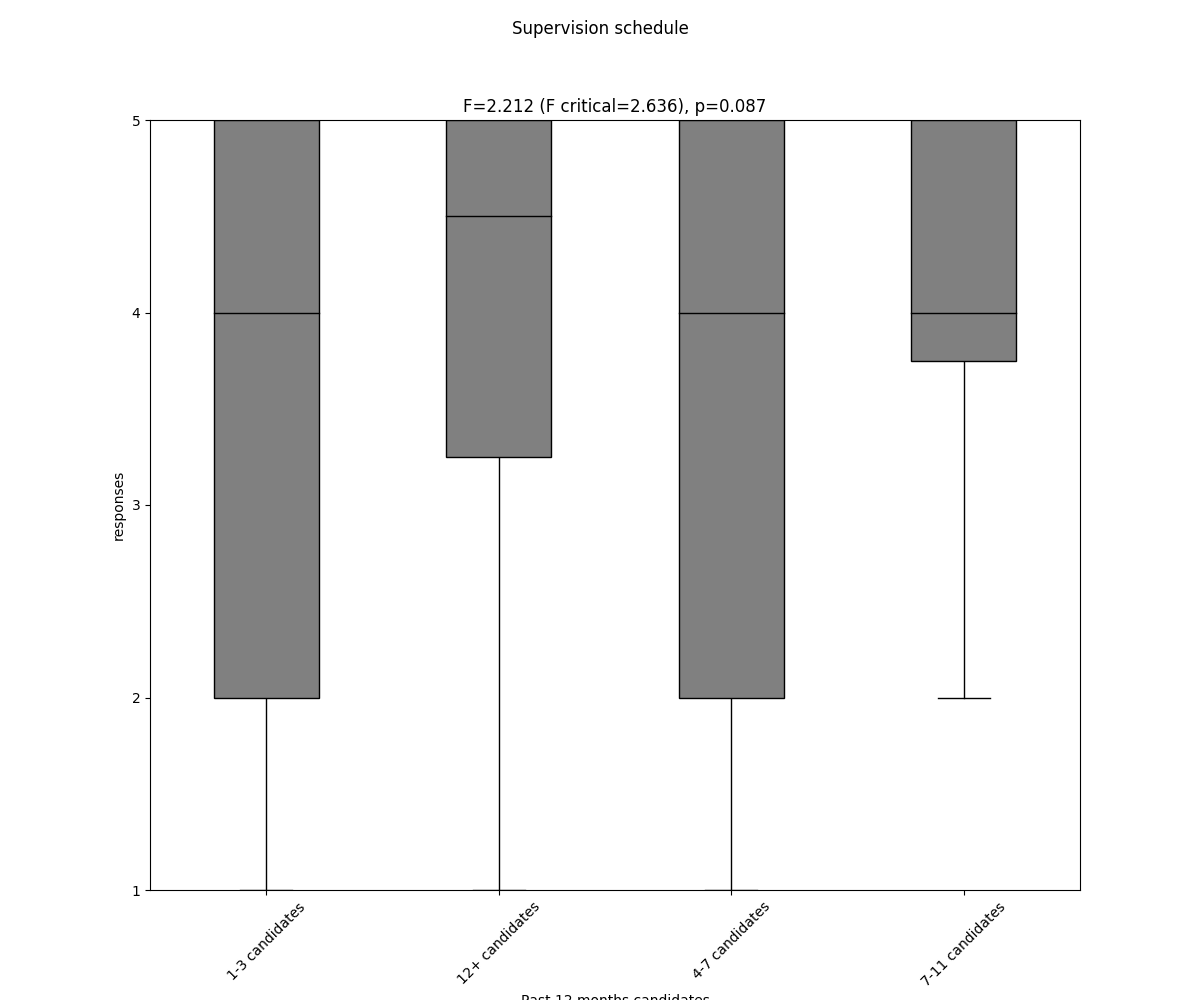 Supervision schedule
F=2.212 (F critical=2.636), p=0.087
5
4
3
2
1
responses
1-3 candidates
12+ candidates
4-7 candidates
7-11 candidates
Past 12 months candidates